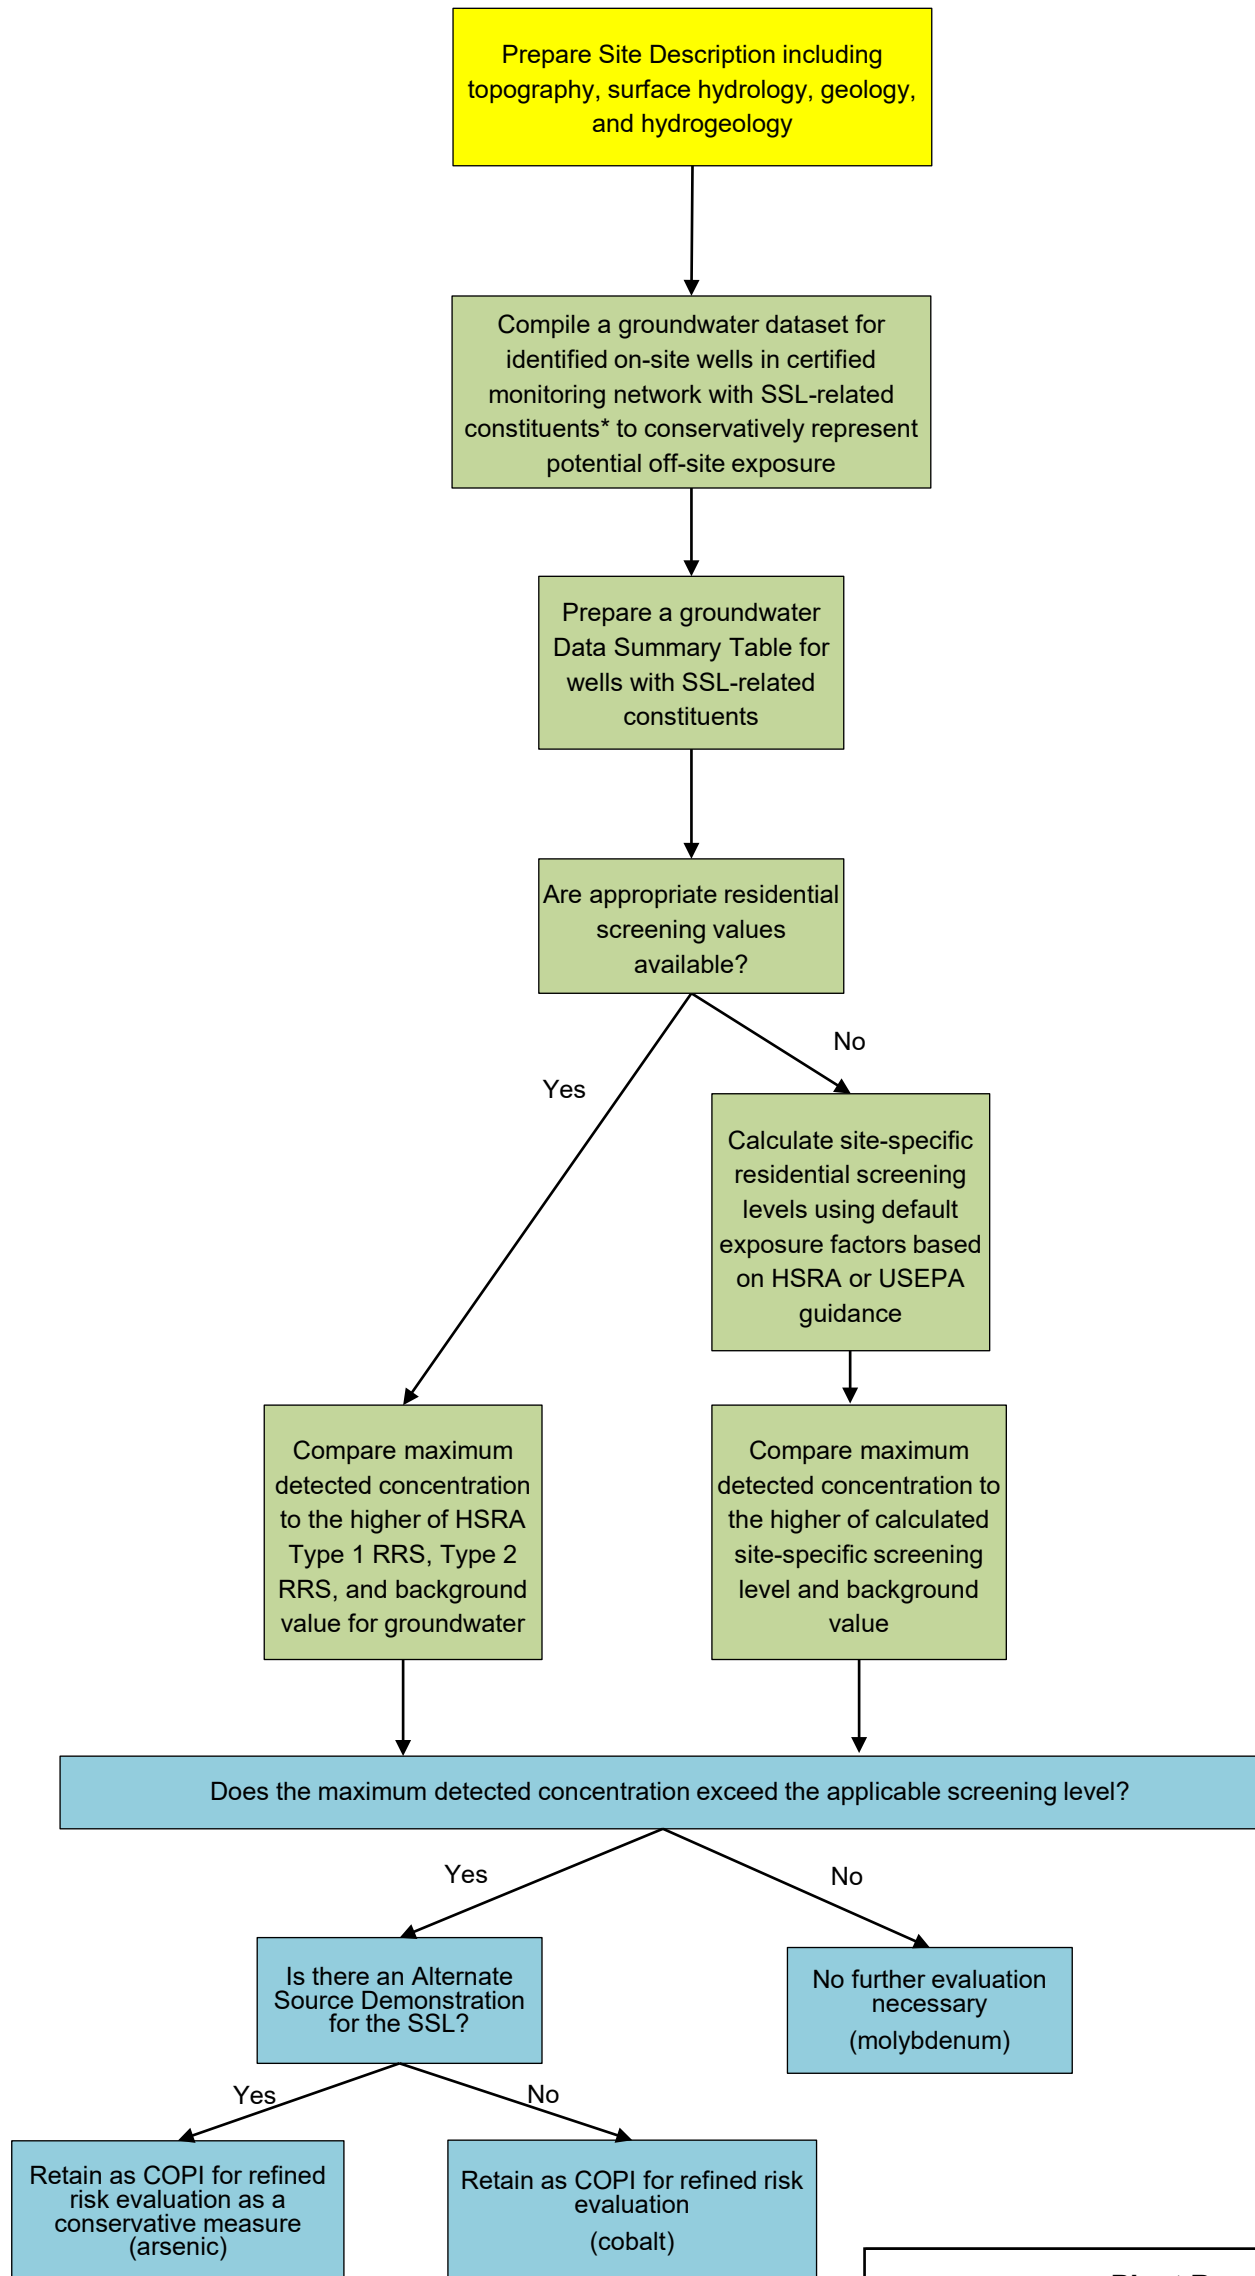 Prepare Site Description including
topography, surface hydrology, geology,
and hydrogeology
Compile a groundwater dataset for
identified on-site wells in certified
monitoring network with SSL-related
constituents* to conservatively represent
potential off-site exposure
Prepare a groundwater
Data Summary Table for
wells with SSL-related
constituents
Are appropriate residential
screening values
available?
No
Yes
Calculate site-specific
residential screening
levels using default
exposure factors based
on HSRA or USEPA
guidance
Compare maximum
detected concentration
to the higher of HSRA
Type 1 RRS, Type 2
RRS, and background
value for groundwater
Compare maximum
detected concentration to
the higher of calculated
site-specific screening
level and background
value
Does the maximum detected concentration exceed the applicable screening level?
Yes
No
Is there an Alternate
Source Demonstration
for the SSL?
No further evaluation
necessary
(molybdenum)
Yes
No
Retain as COPI for refined
risk evaluation as a
conservative measure
(arsenic)
Retain as COPI for refined risk
evaluation
(cobalt)